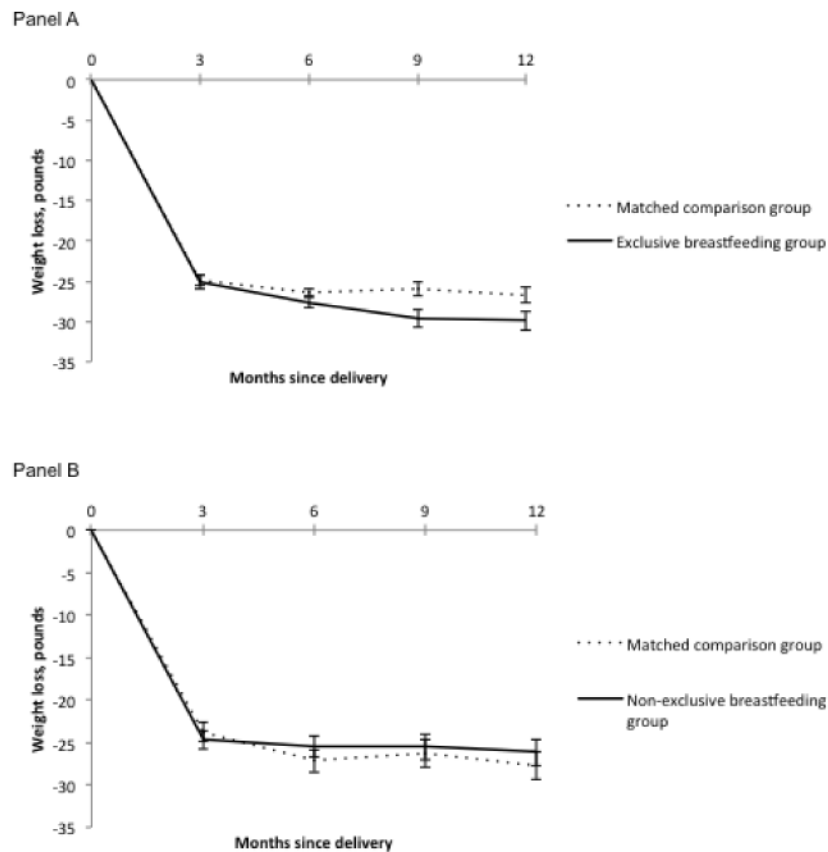 Panel A
0 3 6 9 12
0
-5
-10
-15
-20
-25
-30
-35
Weight loss, pounds
Months since delivery
Matched comparison group
Exclusive breastfeeding group
Panel B
0 3 6 9 12
0
-5
-10
-15
-20
-25
-30
-35
Weight loss, pounds
Months since delivery
Matched comparison group
Non-exclusive breastfeeding
group